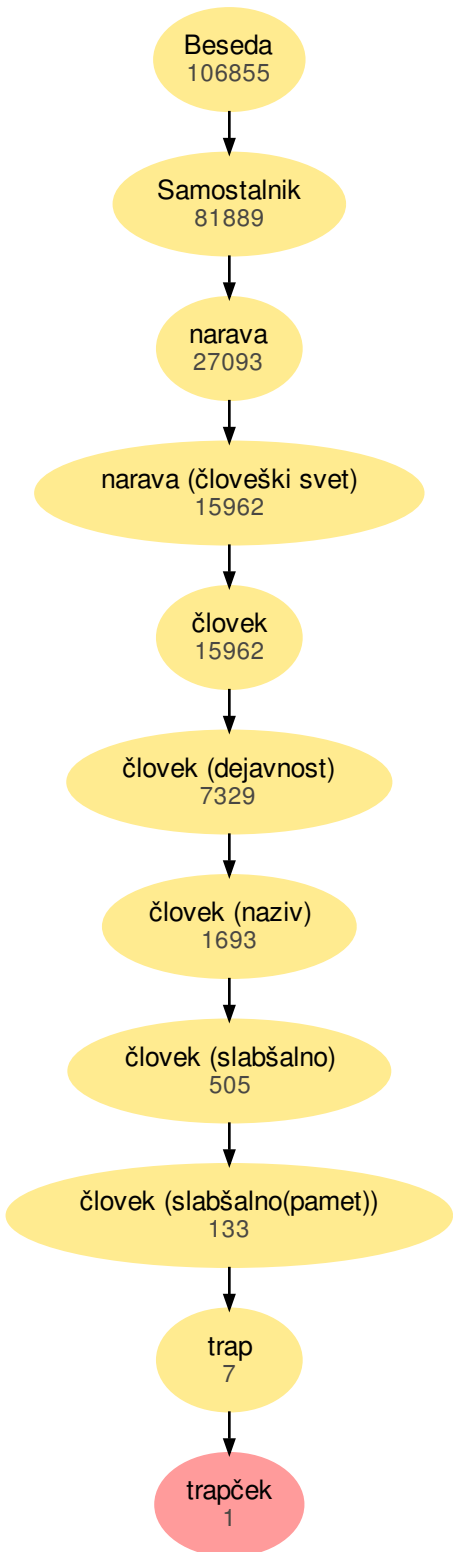 Beseda
106855
Samostalnik
81889
narava
27093
narava (človeški svet)
15962
človek
15962
človek (dejavnost)
7329
človek (naziv)
1693
človek (slabšalno)
505
človek (slabšalno(pamet))
133
trap
7
trapček
1